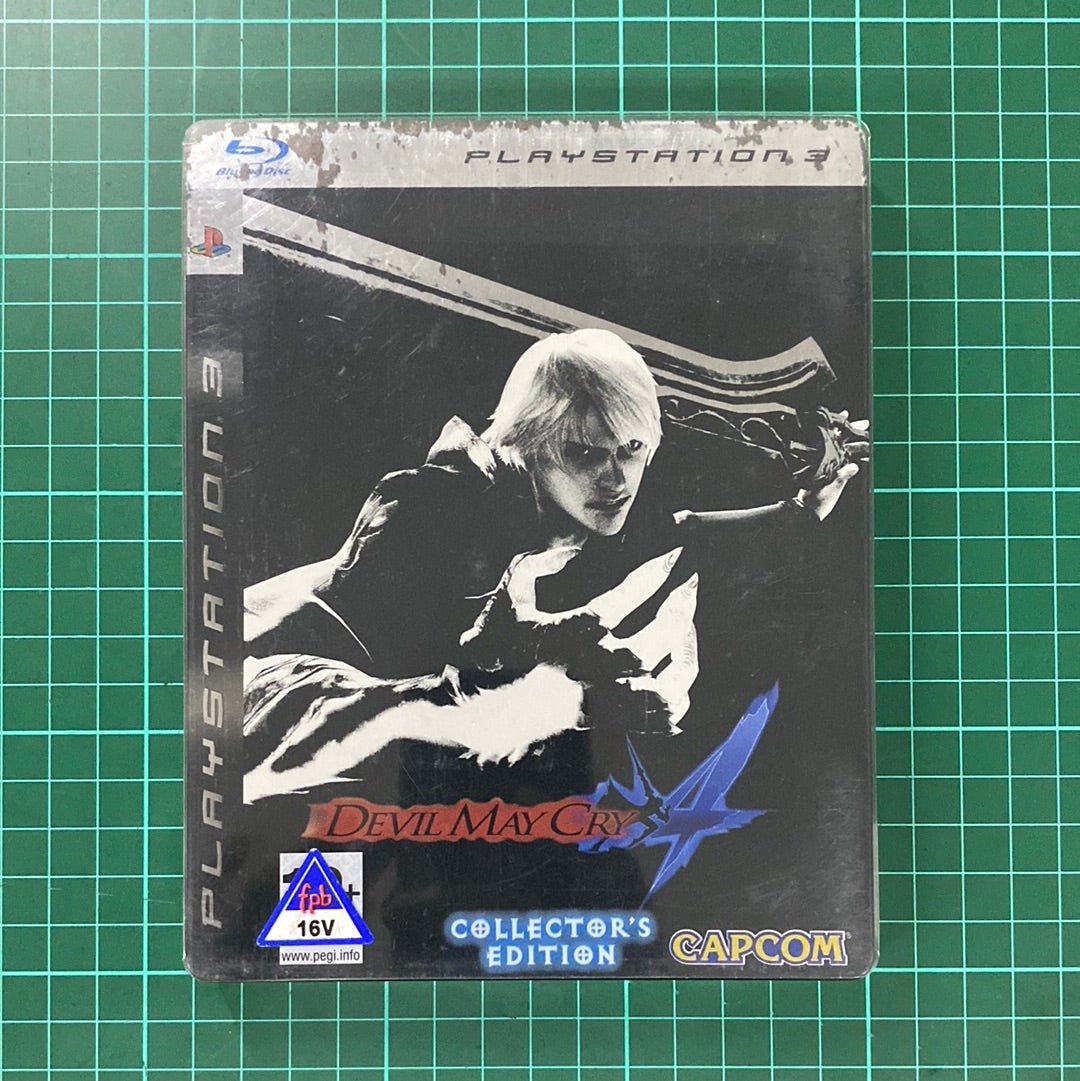 Blu-ray Disc
PLAYSTATION 3
PLAYSTATION 3
DEVIL MAY CRY 4
fpb
16V
www.pegi.info
COLLECTOR'S
EDITION
CAPCOM